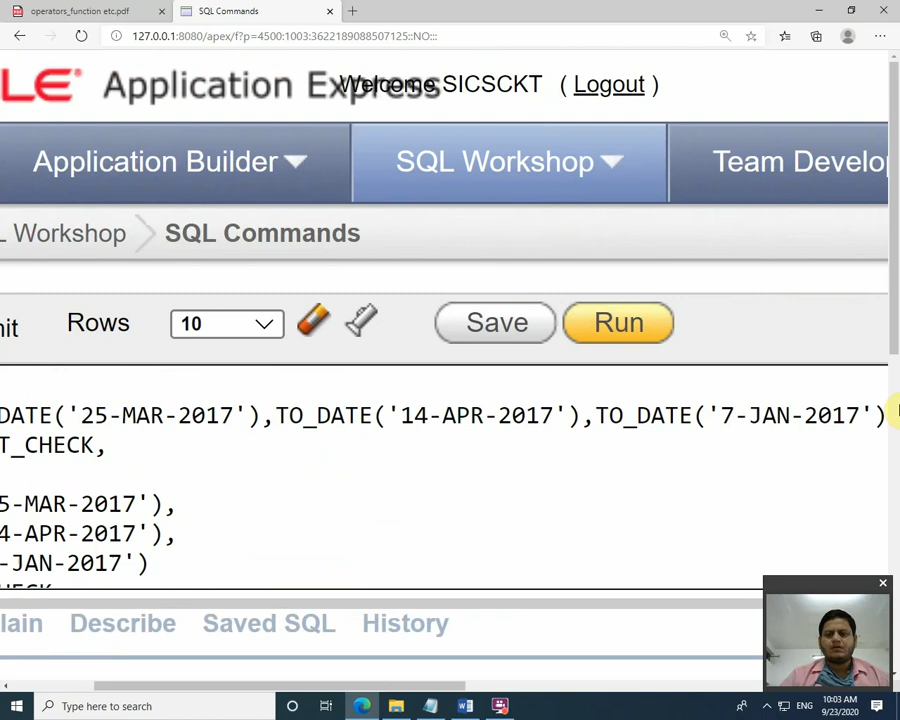 operators_function etc.pdf
SQL Commands
127.0.0.1:8080/apex/f?p=4500:1003:3622189088507125::NO:::
LE Application Express
Welcome SICSCKT ( Logout )
Application Builder
SQL Workshop
Team Develo
L Workshop
SQL Commands
nit
Rows
10
Save
Run
DATE('25-MAR-2017'),TO_DATE('14-APR-2017'),TO_DATE('7-JAN-2017')
T_CHECK,
5-MAR-2017'),
4-APR-2017'),
-JAN-2017')
lain
Describe
Saved SQL
History
Type here to search
ENG
10:03 AM
9/23/2020